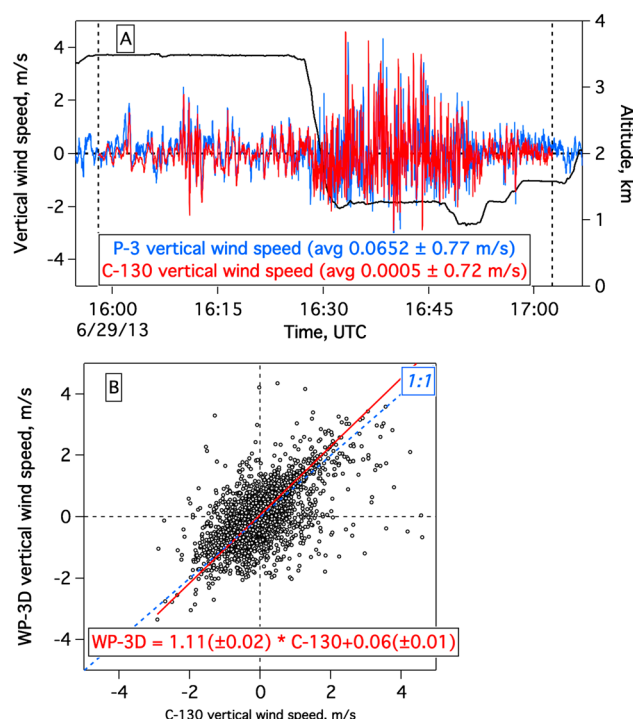 A
4
2
0
-2
-4
Vertical wind speed, m/s
4
3
2
1
0
Altitude, km
P-3 vertical wind speed (avg 0.0652 ± 0.77 m/s)
C-130 vertical wind speed (avg 0.0005 ± 0.72 m/s)
16:00 16:15 16:30 16:45 17:00
6/29/13
Time, UTC
B
1:1
4
2
0
-2
-4
WP-3D vertical wind speed, m/s
WP-3D = 1.11(±0.02) * C-130+0.06(±0.01)
-4 -2 0 2 4
C-130 vertical wind speed, m/s